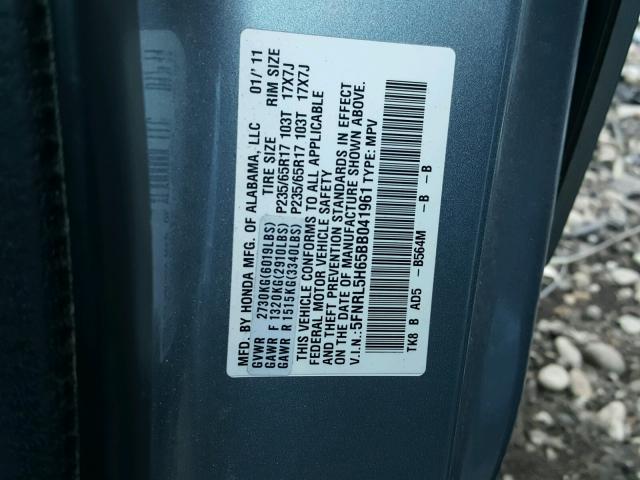 MFD. BY HONDA MFG. OF ALABAMA, LLC 01/'11
TIRE SIZE RIM SIZE
GVWR 2730KG(6019LBS)
GAWR F 1320KG(2910LBS) P235/65R17 103T 17X7J
GAWR R 1515KG(3340LBS) P235/65R17 103T 17X7J
THIS VEHICLE CONFORMS TO ALL APPLICABLE
FEDERAL MOTOR VEHICLE SAFETY
AND THEFT PREVENTION STANDARDS IN EFFECT
ON THE DATE OF MANUFACTURE SHOWN ABOVE.
V.I.N.:5FNRL5H65BB041961 TYPE: MPV
TK8 B AD5 - B564M - B - B